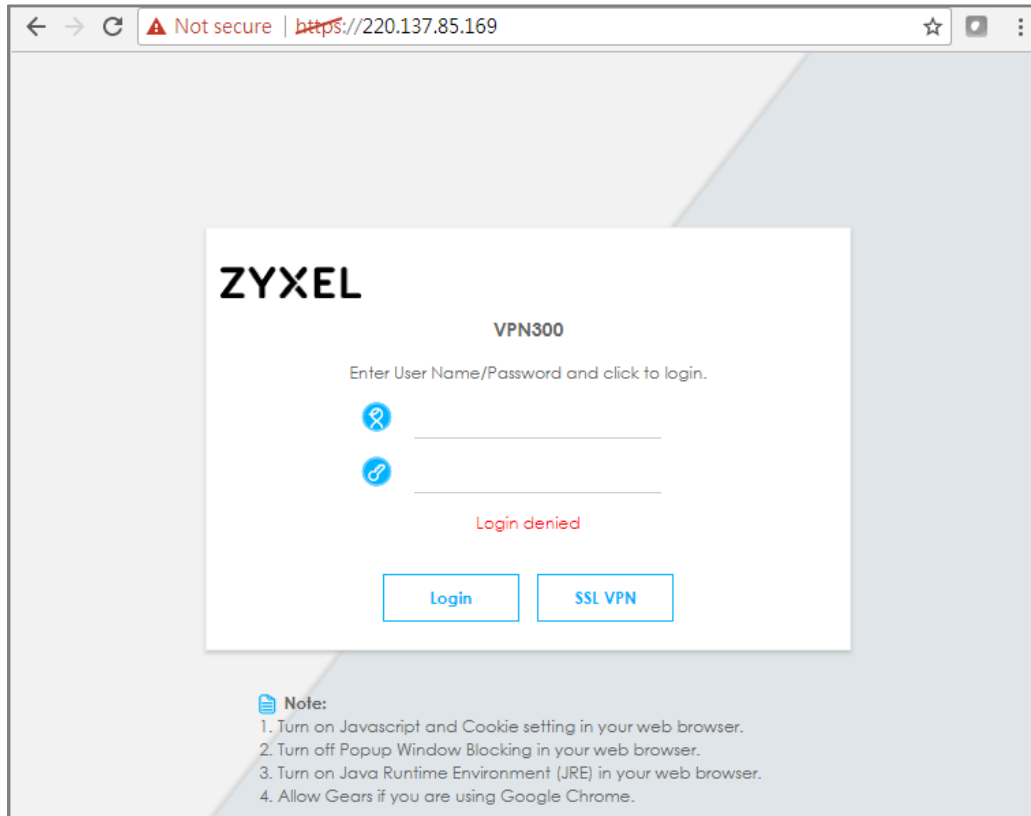 Not secure | https://220.137.85.169
ZYXEL
VPN300
Enter User Name/Password and click to login.
Login denied
Login
SSL VPN
Note:
1. Turn on Javascript and Cookie setting in your web browser.
2. Turn off Popup Window Blocking in your web browser.
3. Turn on Java Runtime Environment (JRE) in your web browser.
4. Allow Gears if you are using Google Chrome.